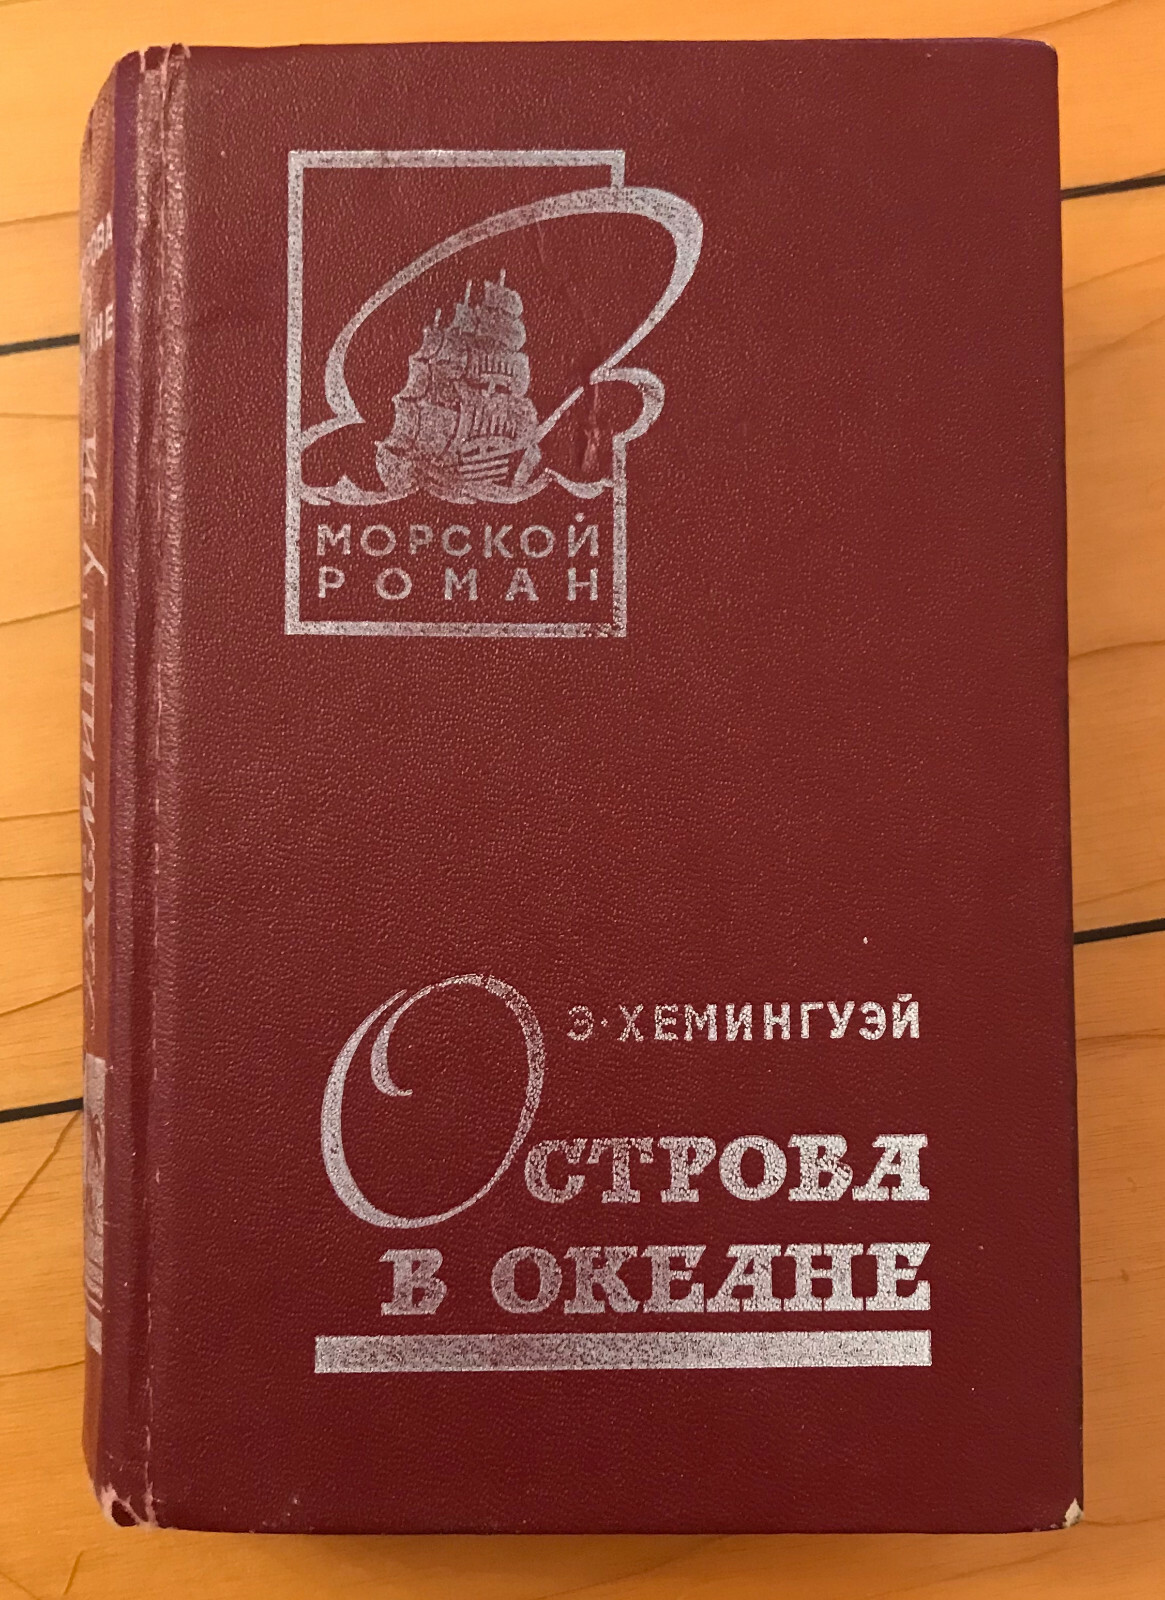 МОРСКОЙ
РОМАН
Э·ХЕМИНГУЭЙ
ОСТРОВА
В ОКЕАНЕ